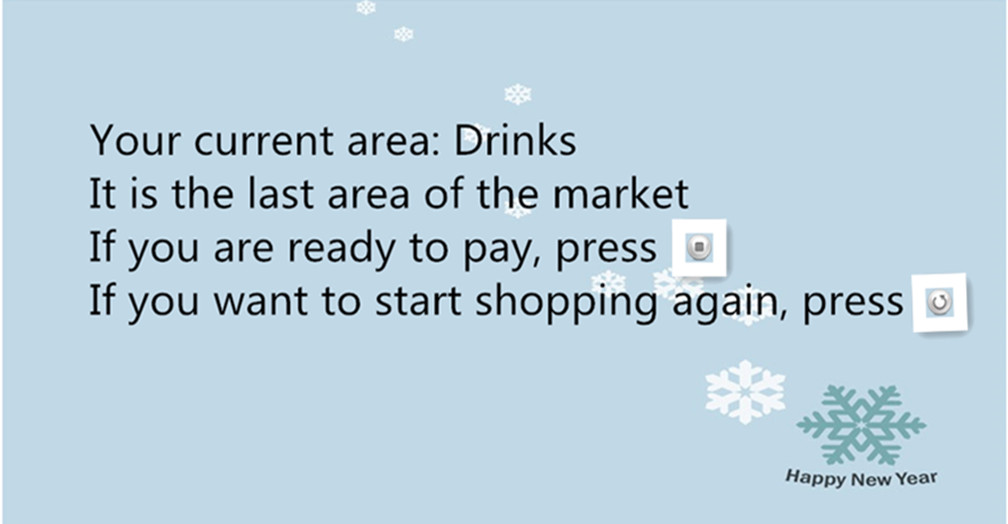 Your current area: Drinks
It is the last area of the market
If you are ready to pay, press
If you want to start shopping again, press
Happy New Year